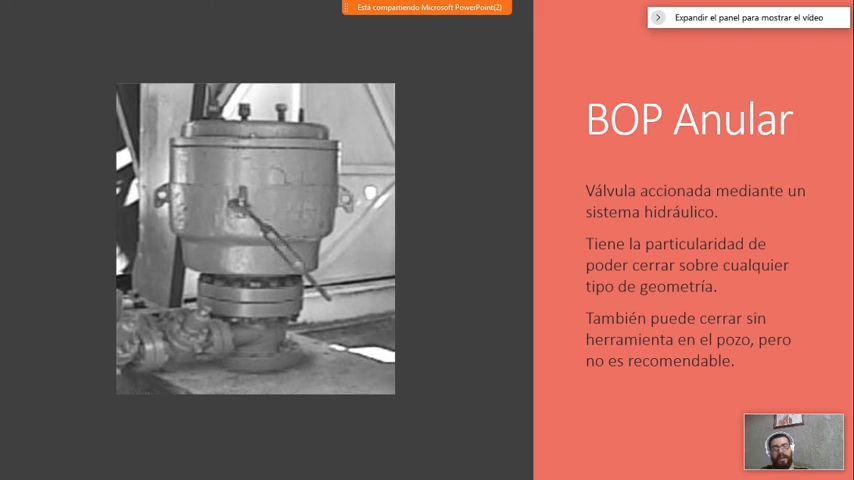 Está compartiendo Microsoft PowerPoint(2)
Expandir el panel para mostrar el vídeo
BOP Anular
Válvula accionada mediante un
sistema hidráulico.
Tiene la particularidad de
poder cerrar sobre cualquier
tipo de geometría.
También puede cerrar sin
herramienta en el pozo, pero
no es recomendable.